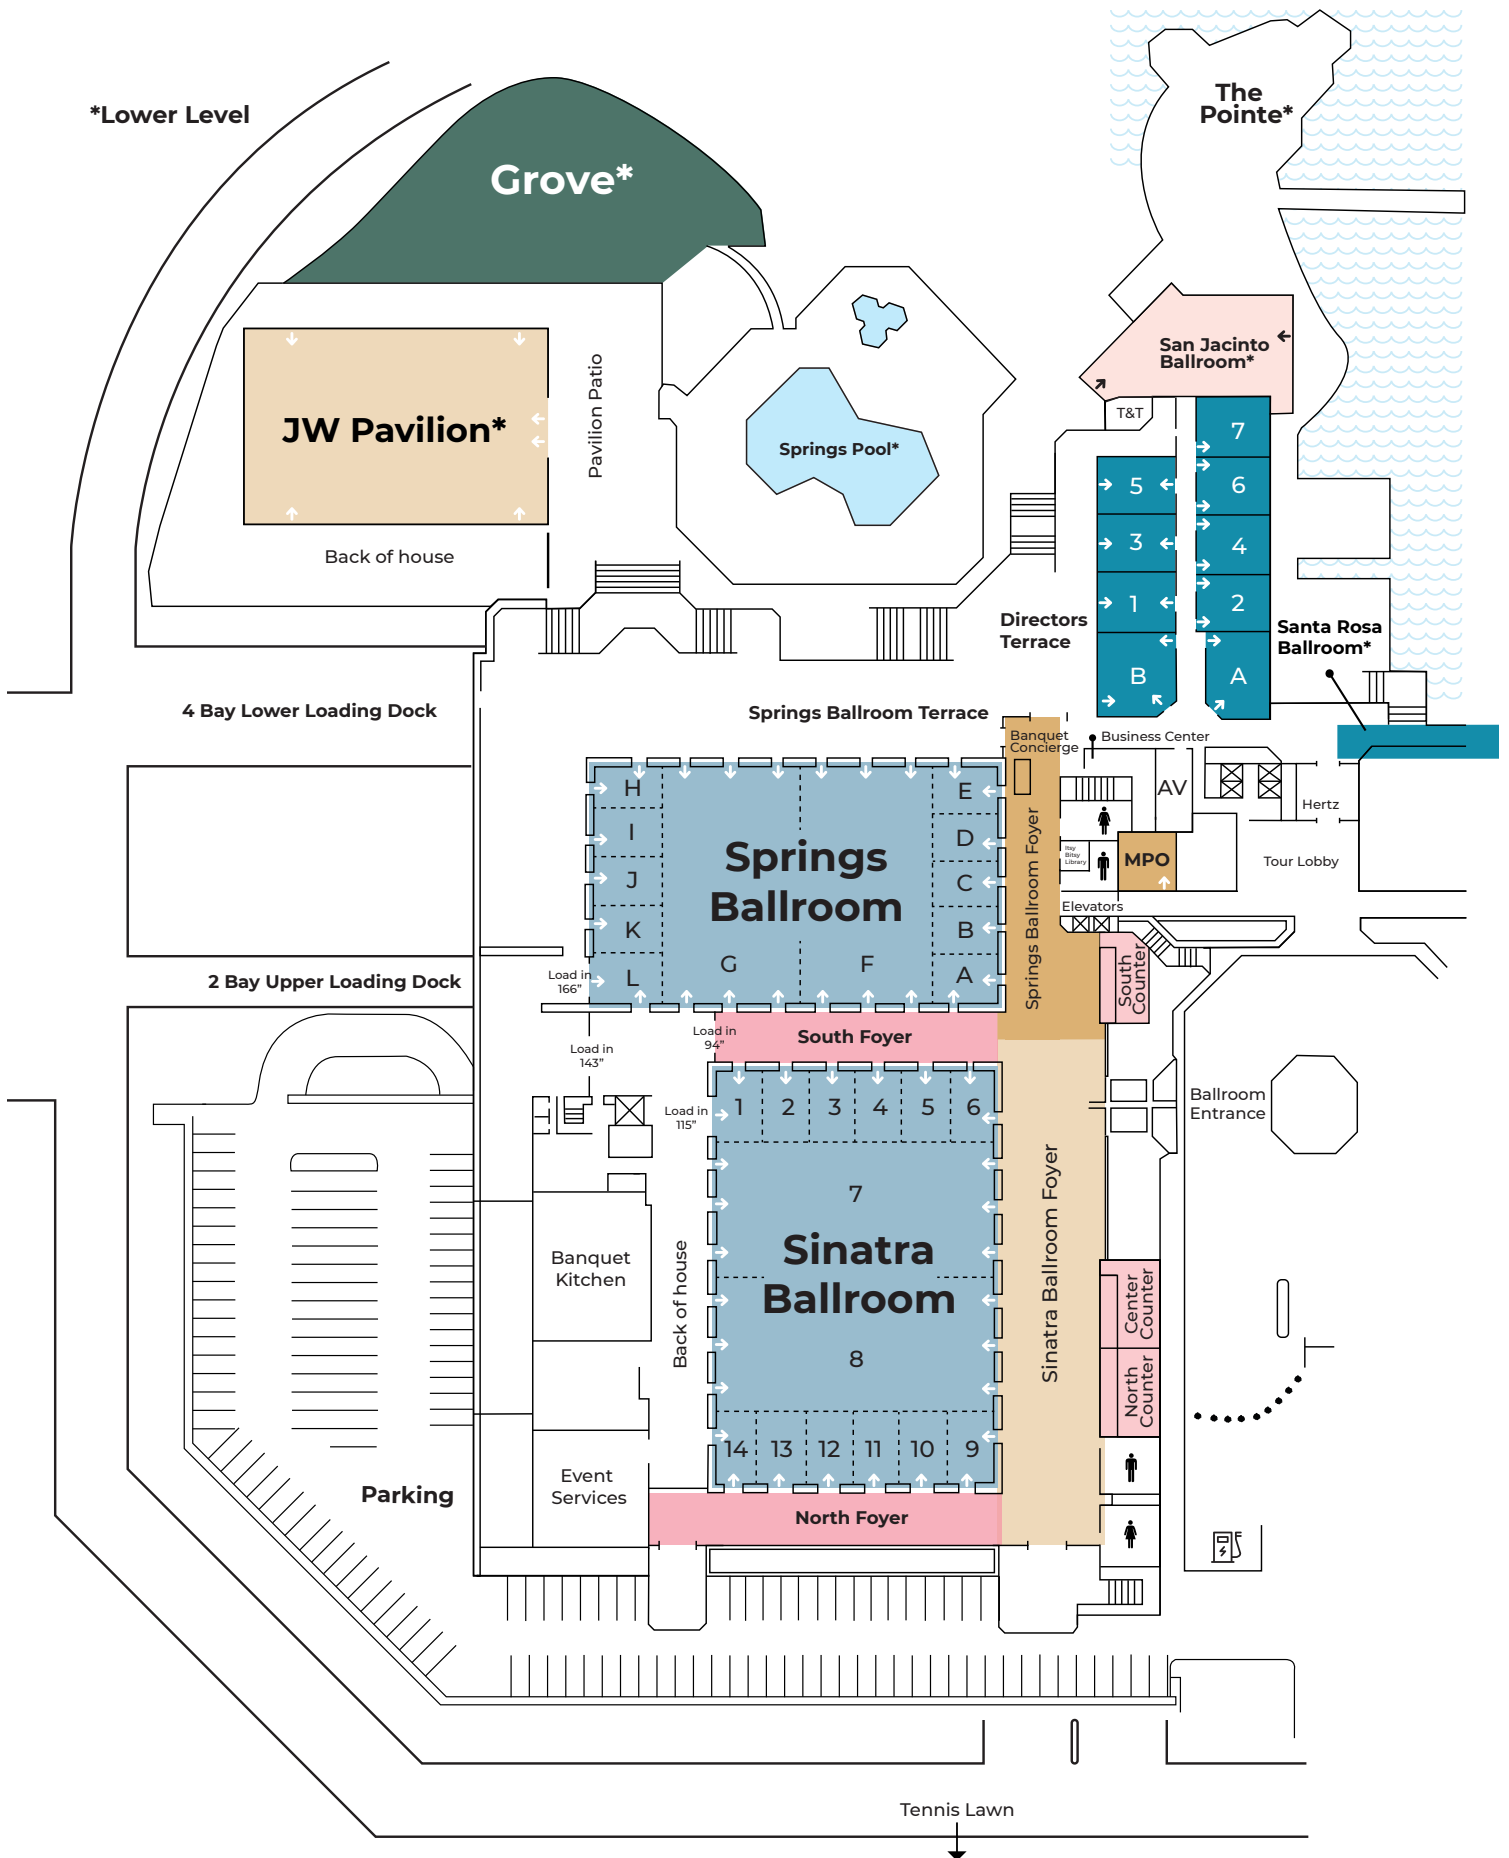 *Lower Level
The
Pointe*
Grove*
San Jacinto
Ballroom*
JW Pavilion*
Pavilion Patio
Springs Pool*
T&T
7
5
6
3
4
1
2
B
A
Back of house
Directors
Terrace
Santa Rosa
Ballroom*
4 Bay Lower Loading Dock
Springs Ballroom Terrace
Banquet
Concierge
Business Center
H
I
J
K
L
Springs
Ballroom
G
F
E
D
C
B
A
Springs Ballroom Foyer
AV
Hertz
Itsy
Bitsy
Library
MPO
Tour Lobby
Elevators
South
Counter
2 Bay Upper Loading Dock
Load in
166”
Load in
143”
Load in
94”
South Foyer
Load in
115”
1
2
3
4
5
6
7
Sinatra
Ballroom
8
14
13
12
11
10
9
Sinatra Ballroom Foyer
Ballroom
Entrance
Banquet
Kitchen
Back of house
Center
Counter
North
Counter
Event
Services
Parking
North Foyer
Tennis Lawn